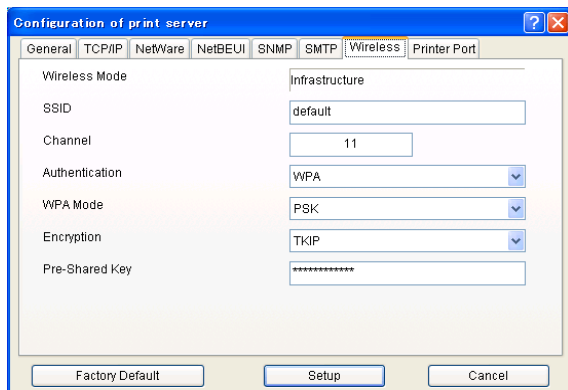 Configuration of print server
General TCP/IP NetWare NetBEUI SNMP SMTP Wireless Printer Port
Wireless Mode Infrastructure
SSID default
Channel 11
Authentication WPA
WPA Mode PSK
Encryption TKIP
Pre-Shared Key ************
Factory Default Setup Cancel